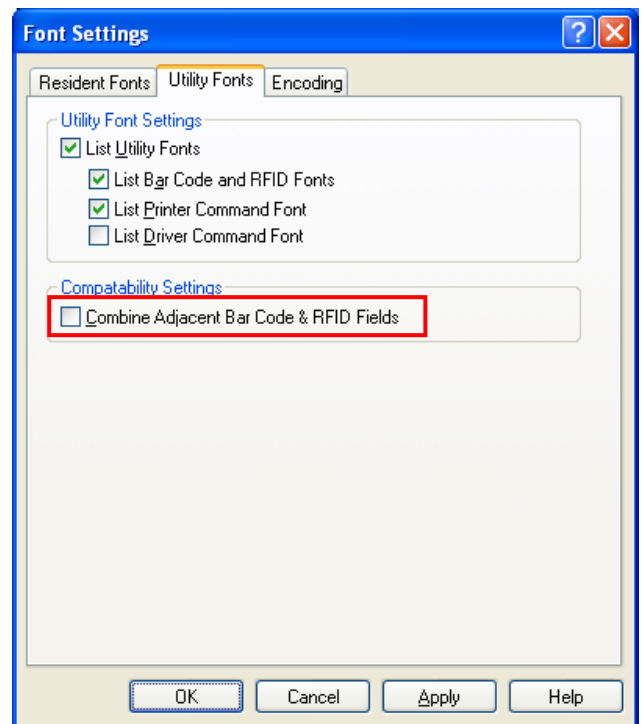 Font Settings
Resident Fonts Utility Fonts Encoding
Utility Font Settings
List Utility Fonts
List Bar Code and RFID Fonts
List Printer Command Font
List Driver Command Font
Compatability Settings
Combine Adjacent Bar Code & RFID Fields
OK Cancel Apply Help